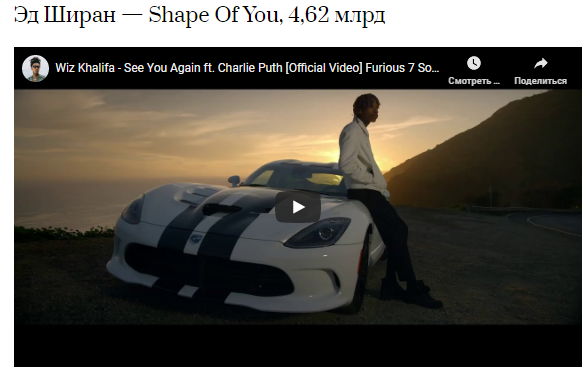 Эд Ширан — Shape Of You, 4,62 млрд
Wiz Khalifa - See You Again ft. Charlie Puth [Official Video] Furious 7 So...
Смотреть ...
Поделиться